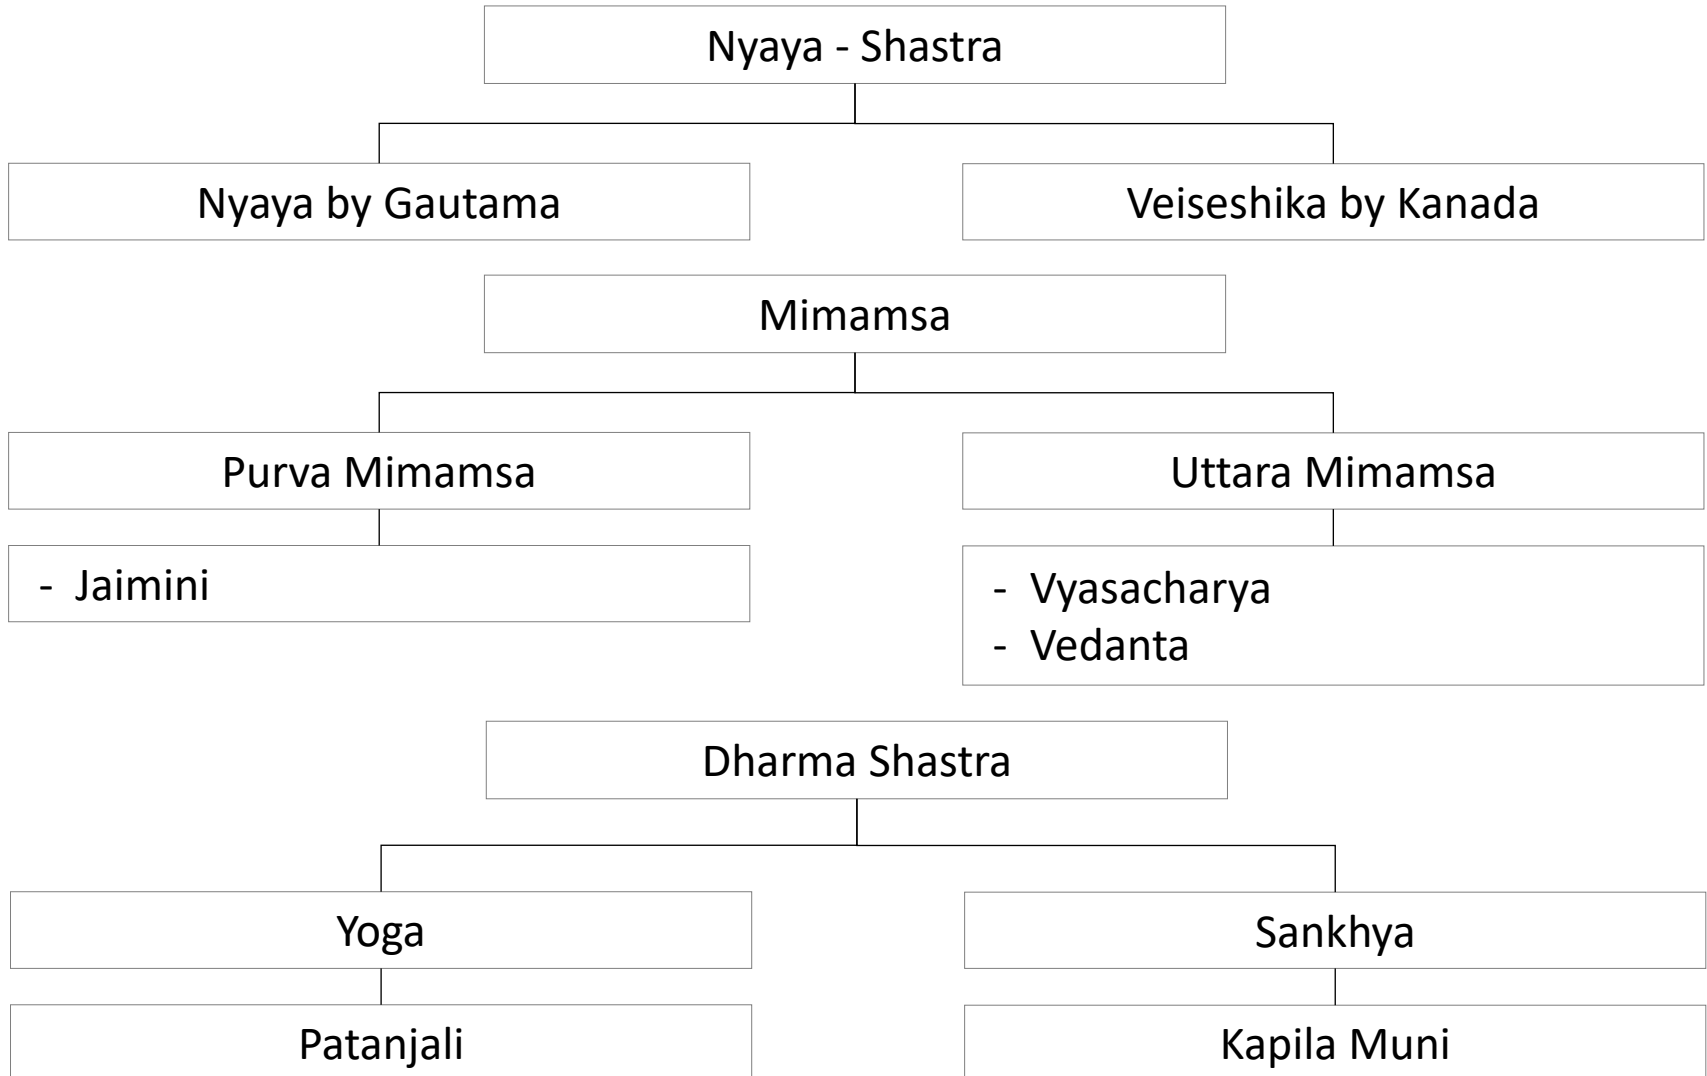 Nyaya - Shastra
Nyaya by Gautama
Veiseshika by Kanada
Mimamsa
Purva Mimamsa
Uttara Mimamsa
- Jaimini
- Vyasacharya
- Vedanta
Dharma Shastra
Yoga
Sankhya
Patanjali
Kapila Muni